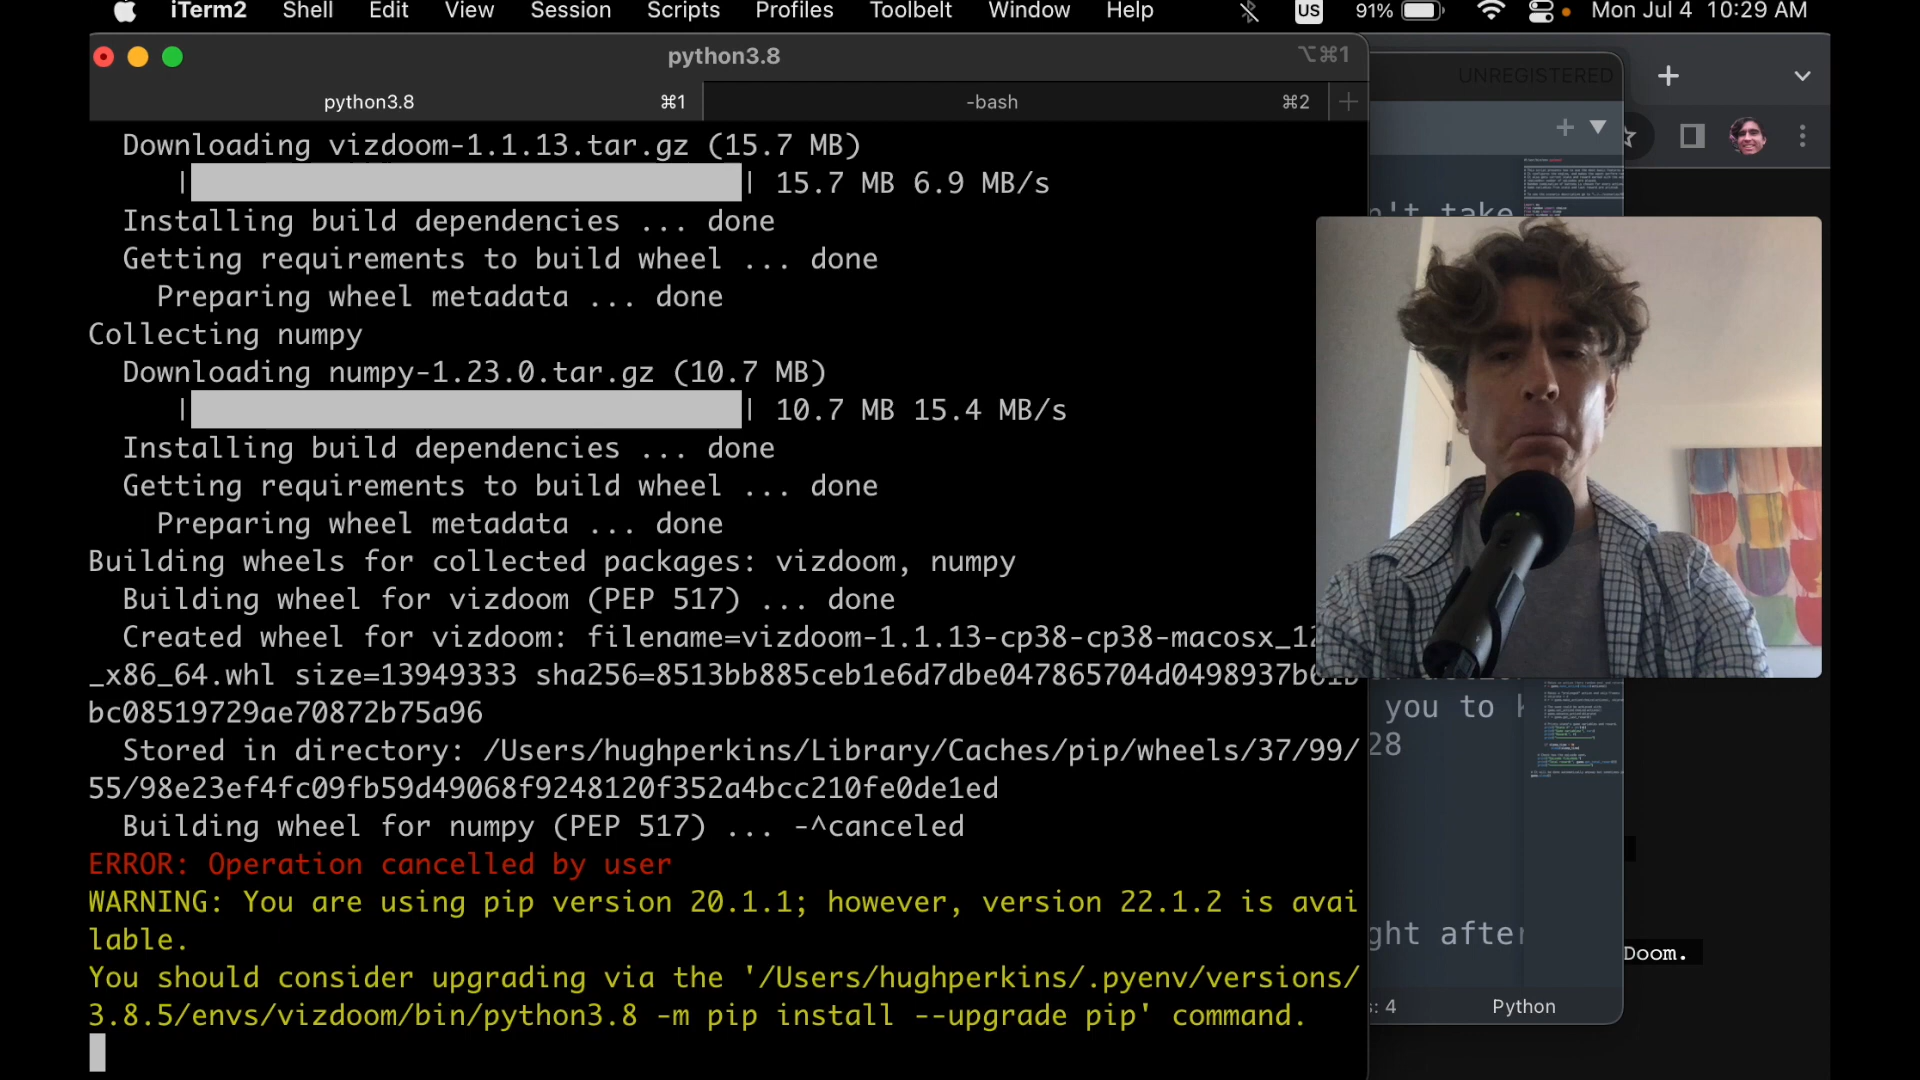 iTerm2 Shell Edit View Session Scripts Profiles Toolbelt Window Help US 91% Mon Jul 4 10:29 AM
python3.8 ⌥⌘1
UNREGISTERED
python3.8 ⌘1 -bash ⌘2
Downloading vizdoom-1.1.13.tar.gz (15.7 MB)
| | 15.7 MB 6.9 MB/s
n't take
Installing build dependencies ... done
Getting requirements to build wheel ... done
Preparing wheel metadata ... done
Collecting numpy
Downloading numpy-1.23.0.tar.gz (10.7 MB)
| | 10.7 MB 15.4 MB/s
Installing build dependencies ... done
Getting requirements to build wheel ... done
Preparing wheel metadata ... done
Building wheels for collected packages: vizdoom, numpy
Building wheel for vizdoom (PEP 517) ... done
Created wheel for vizdoom: filename=vizdoom-1.1.13-cp38-cp38-macosx_12
_x86_64.whl size=13949333 sha256=8513bb885ceb1e6d7dbe047865704d0498937b61b
bc08519729ae70872b75a96
you to
Stored in directory: /Users/hughperkins/Library/Caches/pip/wheels/37/99/
28
55/98e23ef4fc09fb59d49068f9248120f352a4bcc210fe0de1ed
Building wheel for numpy (PEP 517) ... -^canceled
ERROR: Operation cancelled by user
WARNING: You are using pip version 20.1.1; however, version 22.1.2 is avai
lable.
ght after
Doom.
You should consider upgrading via the '/Users/hughperkins/.pyenv/versions/
3.8.5/envs/vizdoom/bin/python3.8 -m pip install --upgrade pip' command.
: 4 Python